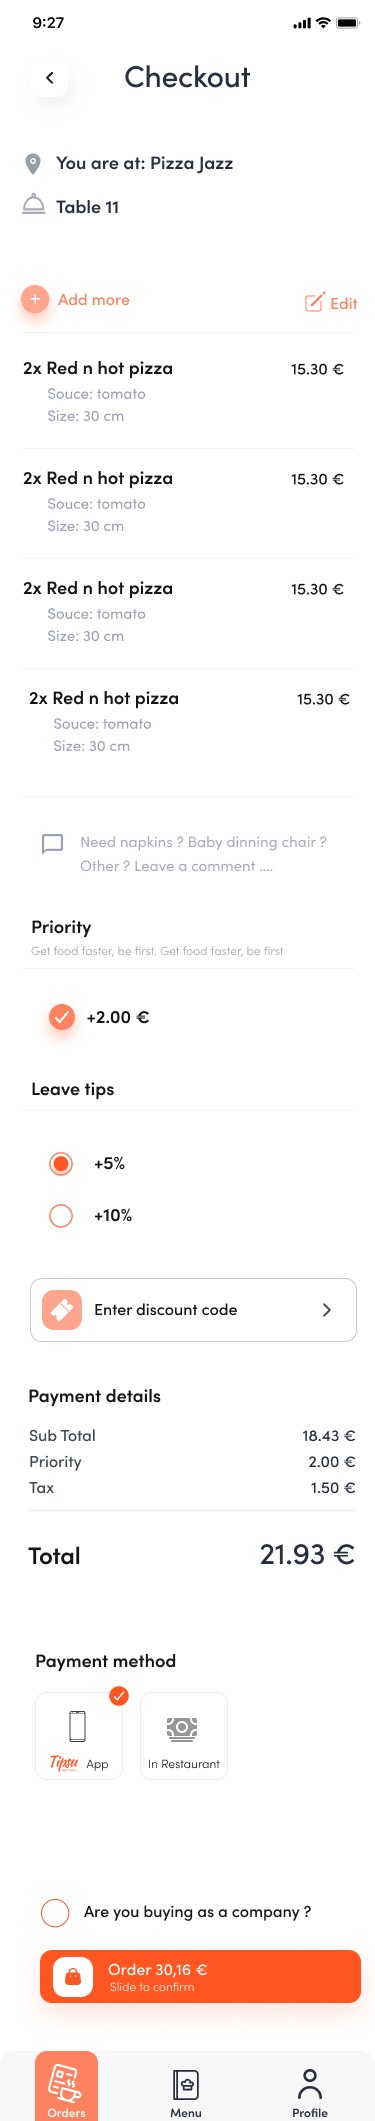 9:27
Checkout
You are at: Pizza Jazz
Table 11
Add more
Edit
2x Red n hot pizza 15.30 €
Souce: tomato
Size: 30 cm
2x Red n hot pizza 15.30 €
Souce: tomato
Size: 30 cm
2x Red n hot pizza 15.30 €
Souce: tomato
Size: 30 cm
2x Red n hot pizza 15.30 €
Souce: tomato
Size: 30 cm
Need napkins ? Baby dinning chair ?
Other ? Leave a comment ....
Priority
Get food faster, be first. Get food faster, be first
+2.00 €
Leave tips
+5%
+10%
Enter discount code
Payment details
Sub Total 18.43 €
Priority 2.00 €
Tax 1.50 €
Total 21.93 €
Payment method
Tipsu App
In Restaurant
Are you buying as a company ?
Order 30,16 €
Slide to confirm
Orders Menu Profile